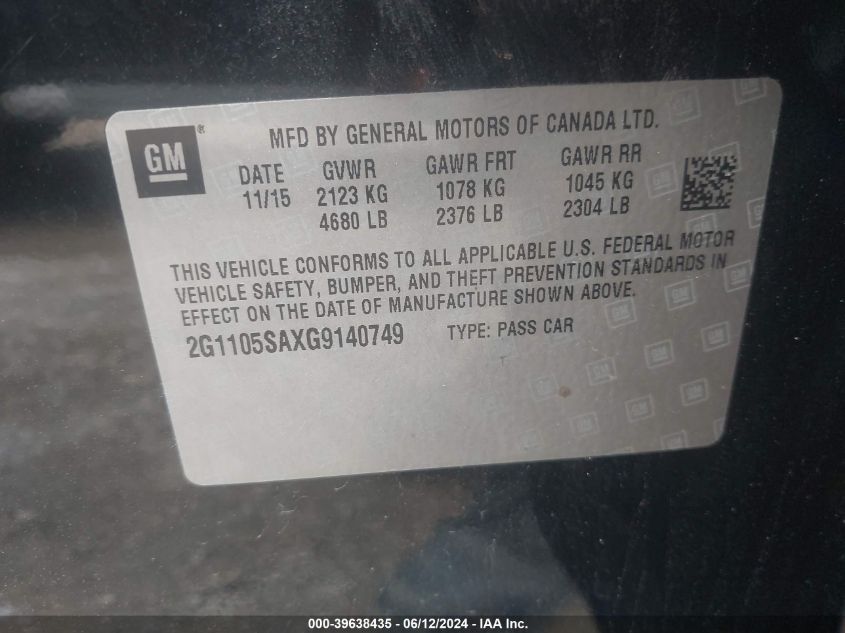 GM ®
MFD BY GENERAL MOTORS OF CANADA LTD.
DATE GVWR GAWR FRT GAWR RR
11/15 2123 KG 1078 KG 1045 KG
4680 LB 2376 LB 2304 LB
THIS VEHICLE CONFORMS TO ALL APPLICABLE U.S. FEDERAL MOTOR
VEHICLE SAFETY, BUMPER, AND THEFT PREVENTION STANDARDS IN
EFFECT ON THE DATE OF MANUFACTURE SHOWN ABOVE.
2G1105SAXG9140749 TYPE: PASS CAR
000-39638435 - 06/12/2024 - IAA Inc.